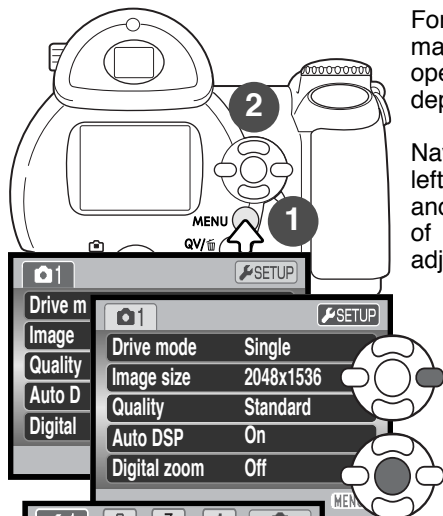 For
ma
ope
dep
Nav
left
and
of
adj
2
MENU
1
QV/
1 SETUP
Drive m
Image
Quality
Auto D
Digital
1 SETUP
Drive mode Single
Image size 2048x1536
Quality Standard
Auto DSP On
Digital zoom Off
MEN